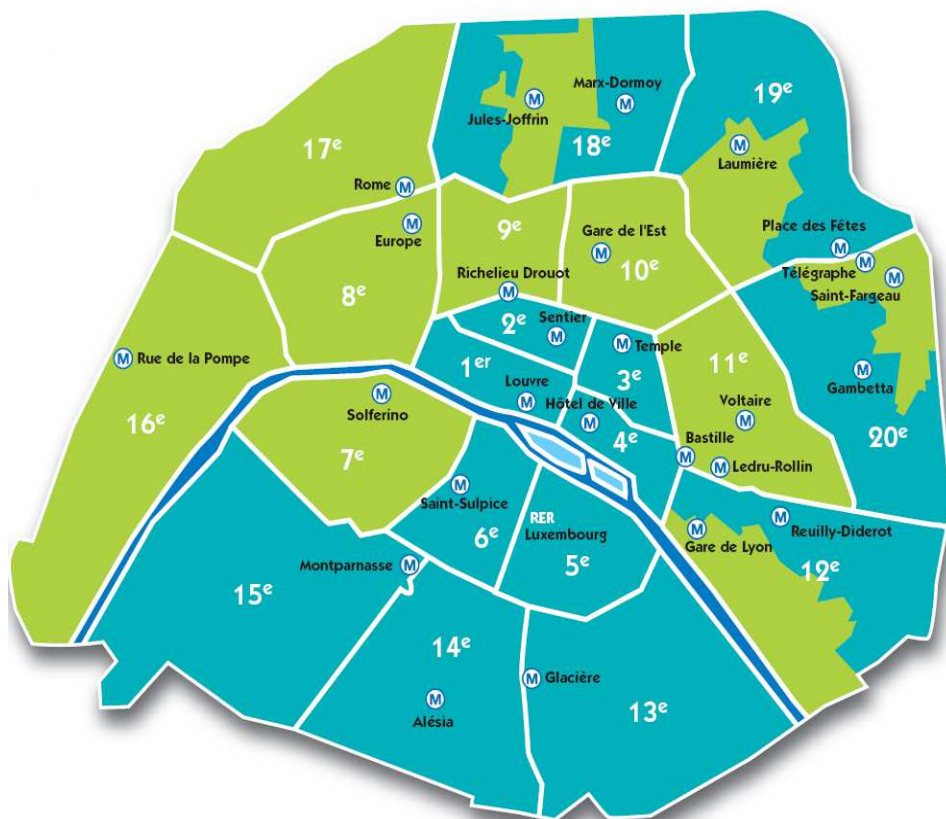 Marx-Dormoy
M
M
Jules-Joffrin
18e
19e
M
Laumière
17e
Rome M
M
Europe
9e
Gare de l'Est
M
10e
Place des Fêtes
M
Télégraphe
M
M
Saint-Fargeau
8e
Richelieu Drouot
M
2e
Sentier
M
M Temple
3e
11e
M Rue de la Pompe
1er
Louvre
M
Hôtel de Ville
M
4e
M
Gambetta
M
Solferino
16e
7e
Voltaire
M
Bastille
M
M Ledru-Rollin
20e
M
Saint-Sulpice
6e
RER
Luxembourg
5e
M
Gare de Lyon
M
Reuilly-Diderot
12e
Montparnasse M
15e
14e
M
Alésia
M Glacière
13e